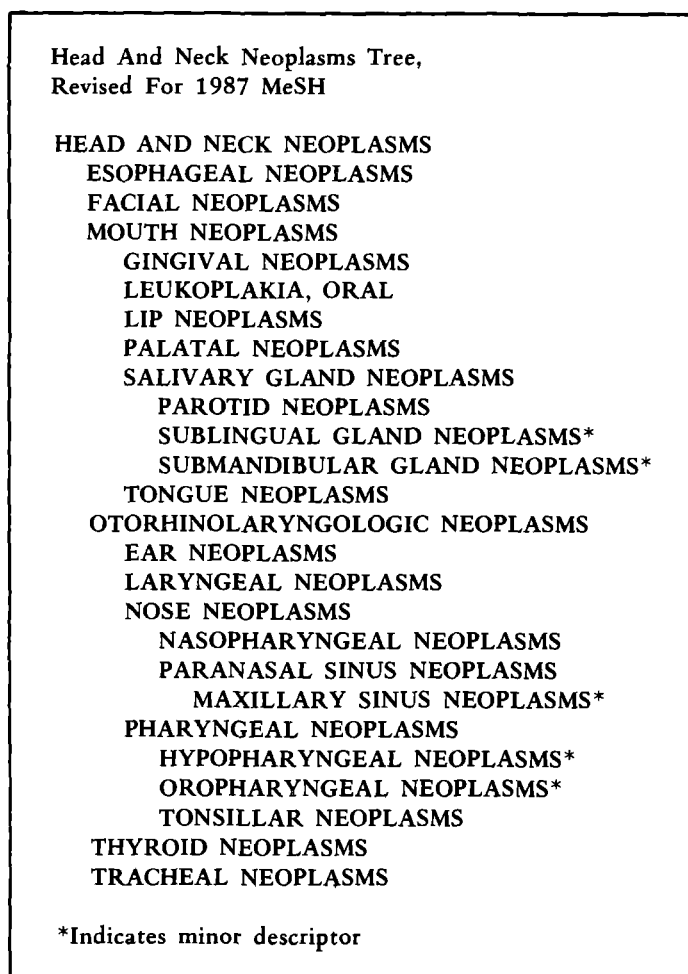 Head And Neck Neoplasms Tree,
Revised For 1987 MeSH
HEAD AND NECK NEOPLASMS
ESOPHAGEAL NEOPLASMS
FACIAL NEOPLASMS
MOUTH NEOPLASMS
GINGIVAL NEOPLASMS
LEUKOPLAKIA, ORAL
LIP NEOPLASMS
PALATAL NEOPLASMS
SALIVARY GLAND NEOPLASMS
PAROTID NEOPLASMS
SUBLINGUAL GLAND NEOPLASMS*
SUBMANDIBULAR GLAND NEOPLASMS*
TONGUE NEOPLASMS
OTORHINOLARYNGOLOGIC NEOPLASMS
EAR NEOPLASMS
LARYNGEAL NEOPLASMS
NOSE NEOPLASMS
NASOPHARYNGEAL NEOPLASMS
PARANASAL SINUS NEOPLASMS
MAXILLARY SINUS NEOPLASMS*
PHARYNGEAL NEOPLASMS
HYPOPHARYNGEAL NEOPLASMS*
OROPHARYNGEAL NEOPLASMS*
TONSILLAR NEOPLASMS
THYROID NEOPLASMS
TRACHEAL NEOPLASMS
*Indicates minor descriptor